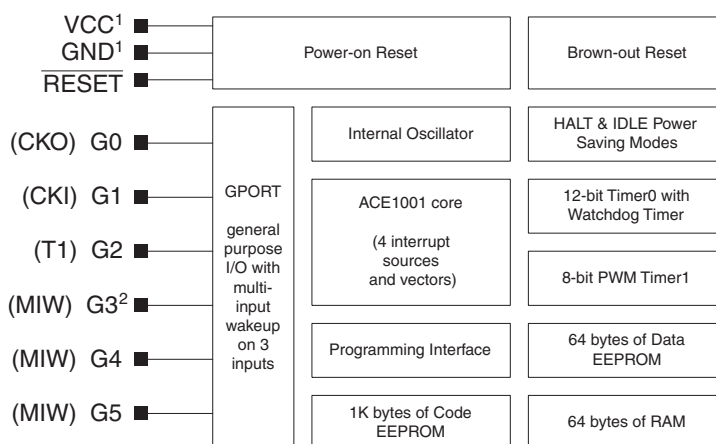 VCC¹
GND¹
RESET
Power-on Reset
Brown-out Reset
(CKO) G0
(CKI) G1
(T1) G2
(MIW) G3²
(MIW) G4
(MIW) G5
GPORT
general
purpose
I/O with
multi-
input
wakeup
on 3
inputs
Internal Oscillator
HALT & IDLE Power
Saving Modes
ACE1001 core
(4 interrupt
sources
and vectors)
12-bit Timer0 with
Watchdog Timer
8-bit PWM Timer1
Programming Interface
64 bytes of Data
EEPROM
1K bytes of Code
EEPROM
64 bytes of RAM